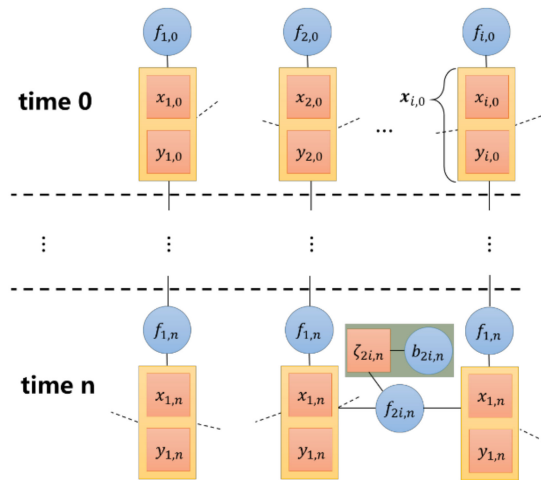 f₁,₀ f₂,₀ fᵢ,₀
time 0 x₁,₀ x₂,₀ 𝒙ᵢ,₀ xᵢ,₀
y₁,₀ y₂,₀ ... yᵢ,₀
⋮ ⋮ ⋮ ⋮
f₁,ₙ f₁,ₙ f₁,ₙ
ζ₂ᵢ,ₙ b₂ᵢ,ₙ
time n x₁,ₙ x₁,ₙ f₂ᵢ,ₙ x₁,ₙ
y₁,ₙ y₁,ₙ y₁,ₙ